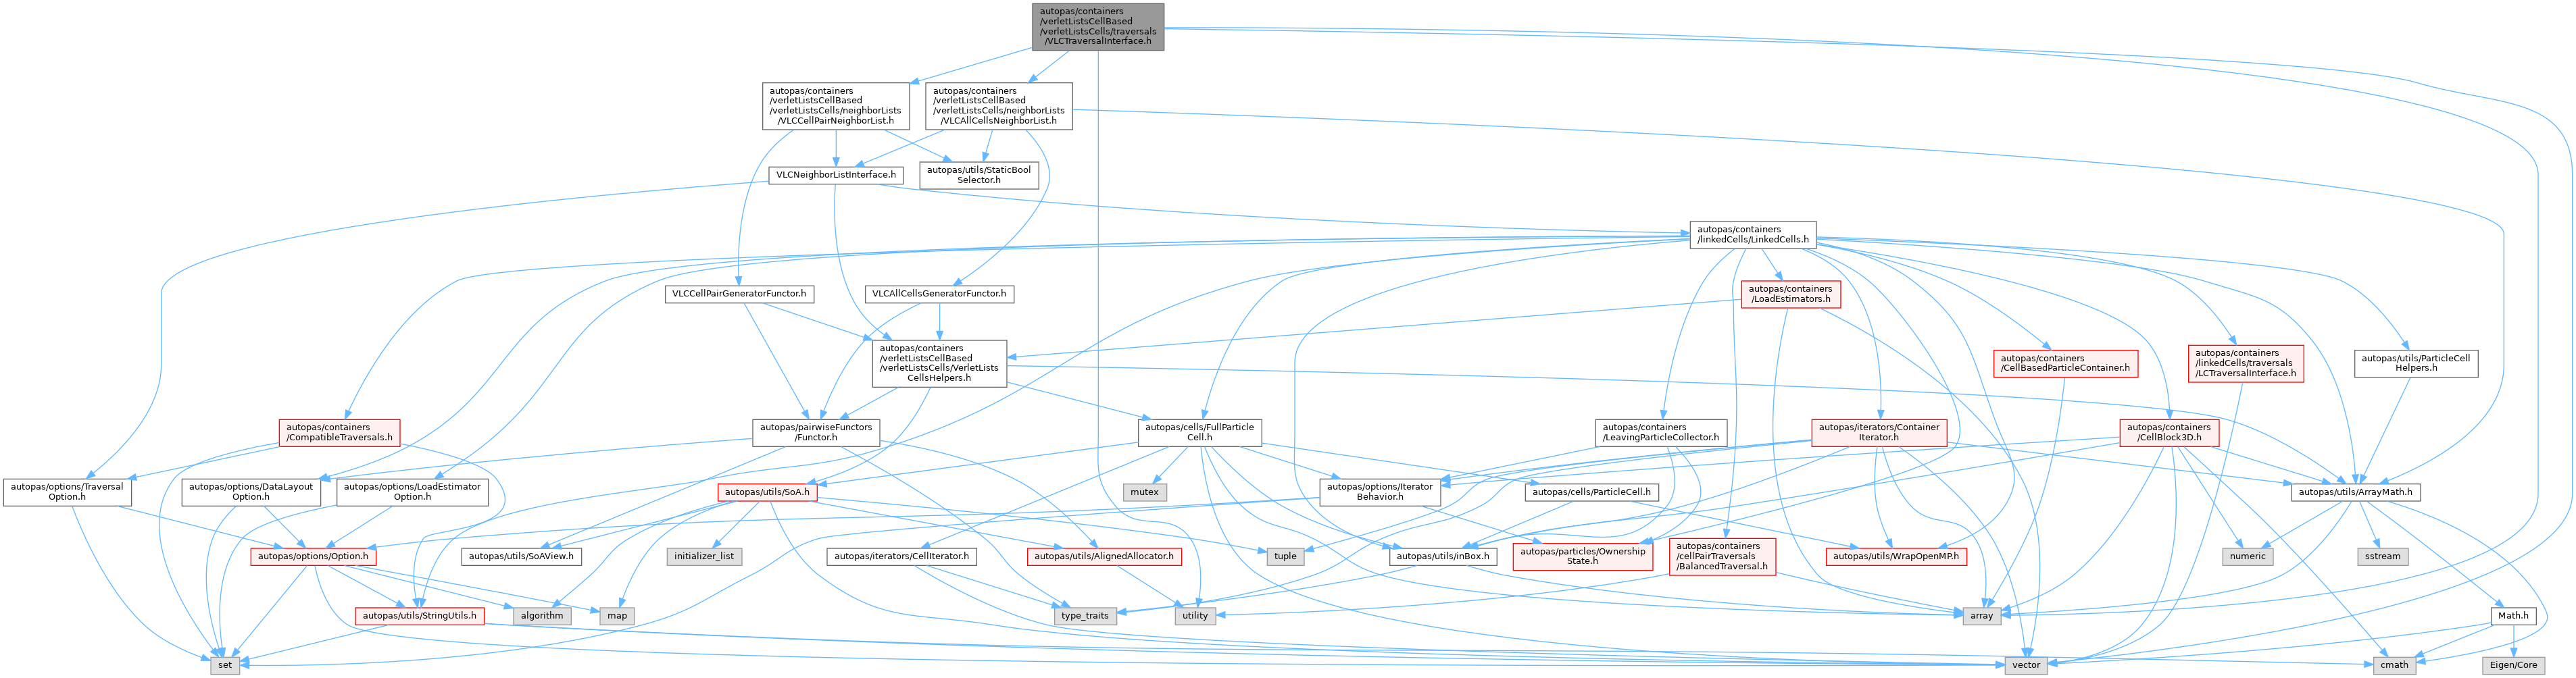 autopas/containers
/verletListsCellBased
/verletListsCells/traversals
/VLCTraversalInterface.h
autopas/containers
/verletListsCellBased
/verletListsCells/neighborLists
/VLCCellPairNeighborList.h
autopas/containers
/verletListsCellBased
/verletListsCells/neighborLists
/VLCAllCellsNeighborList.h
VLCNeighborListInterface.h
autopas/utils/StaticBool
Selector.h
autopas/containers
/linkedCells/LinkedCells.h
VLCCellPairGeneratorFunctor.h
VLCAllCellsGeneratorFunctor.h
autopas/containers
/LoadEstimators.h
autopas/containers
/verletListsCellBased
/verletListsCells/VerletLists
CellsHelpers.h
autopas/containers
/CellBasedParticleContainer.h
autopas/containers
/linkedCells/traversals
/LCTraversalInterface.h
autopas/utils/ParticleCell
Helpers.h
autopas/containers
/CompatibleTraversals.h
autopas/pairwiseFunctors
/Functor.h
autopas/cells/FullParticle
Cell.h
autopas/containers
/LeavingParticleCollector.h
autopas/iterators/Container
Iterator.h
autopas/containers
/CellBlock3D.h
autopas/options/Traversal
Option.h
autopas/options/DataLayout
Option.h
autopas/options/LoadEstimator
Option.h
autopas/utils/SoA.h
mutex
autopas/options/Iterator
Behavior.h
autopas/cells/ParticleCell.h
autopas/utils/ArrayMath.h
autopas/options/Option.h
autopas/utils/SoAView.h
initializer_list
autopas/iterators/CellIterator.h
autopas/utils/AlignedAllocator.h
tuple
autopas/utils/inBox.h
autopas/particles/Ownership
State.h
autopas/containers
/cellPairTraversals
/BalancedTraversal.h
autopas/utils/WrapOpenMP.h
numeric
sstream
autopas/utils/StringUtils.h
algorithm
map
type_traits
utility
array
Math.h
set
vector
cmath
Eigen/Core